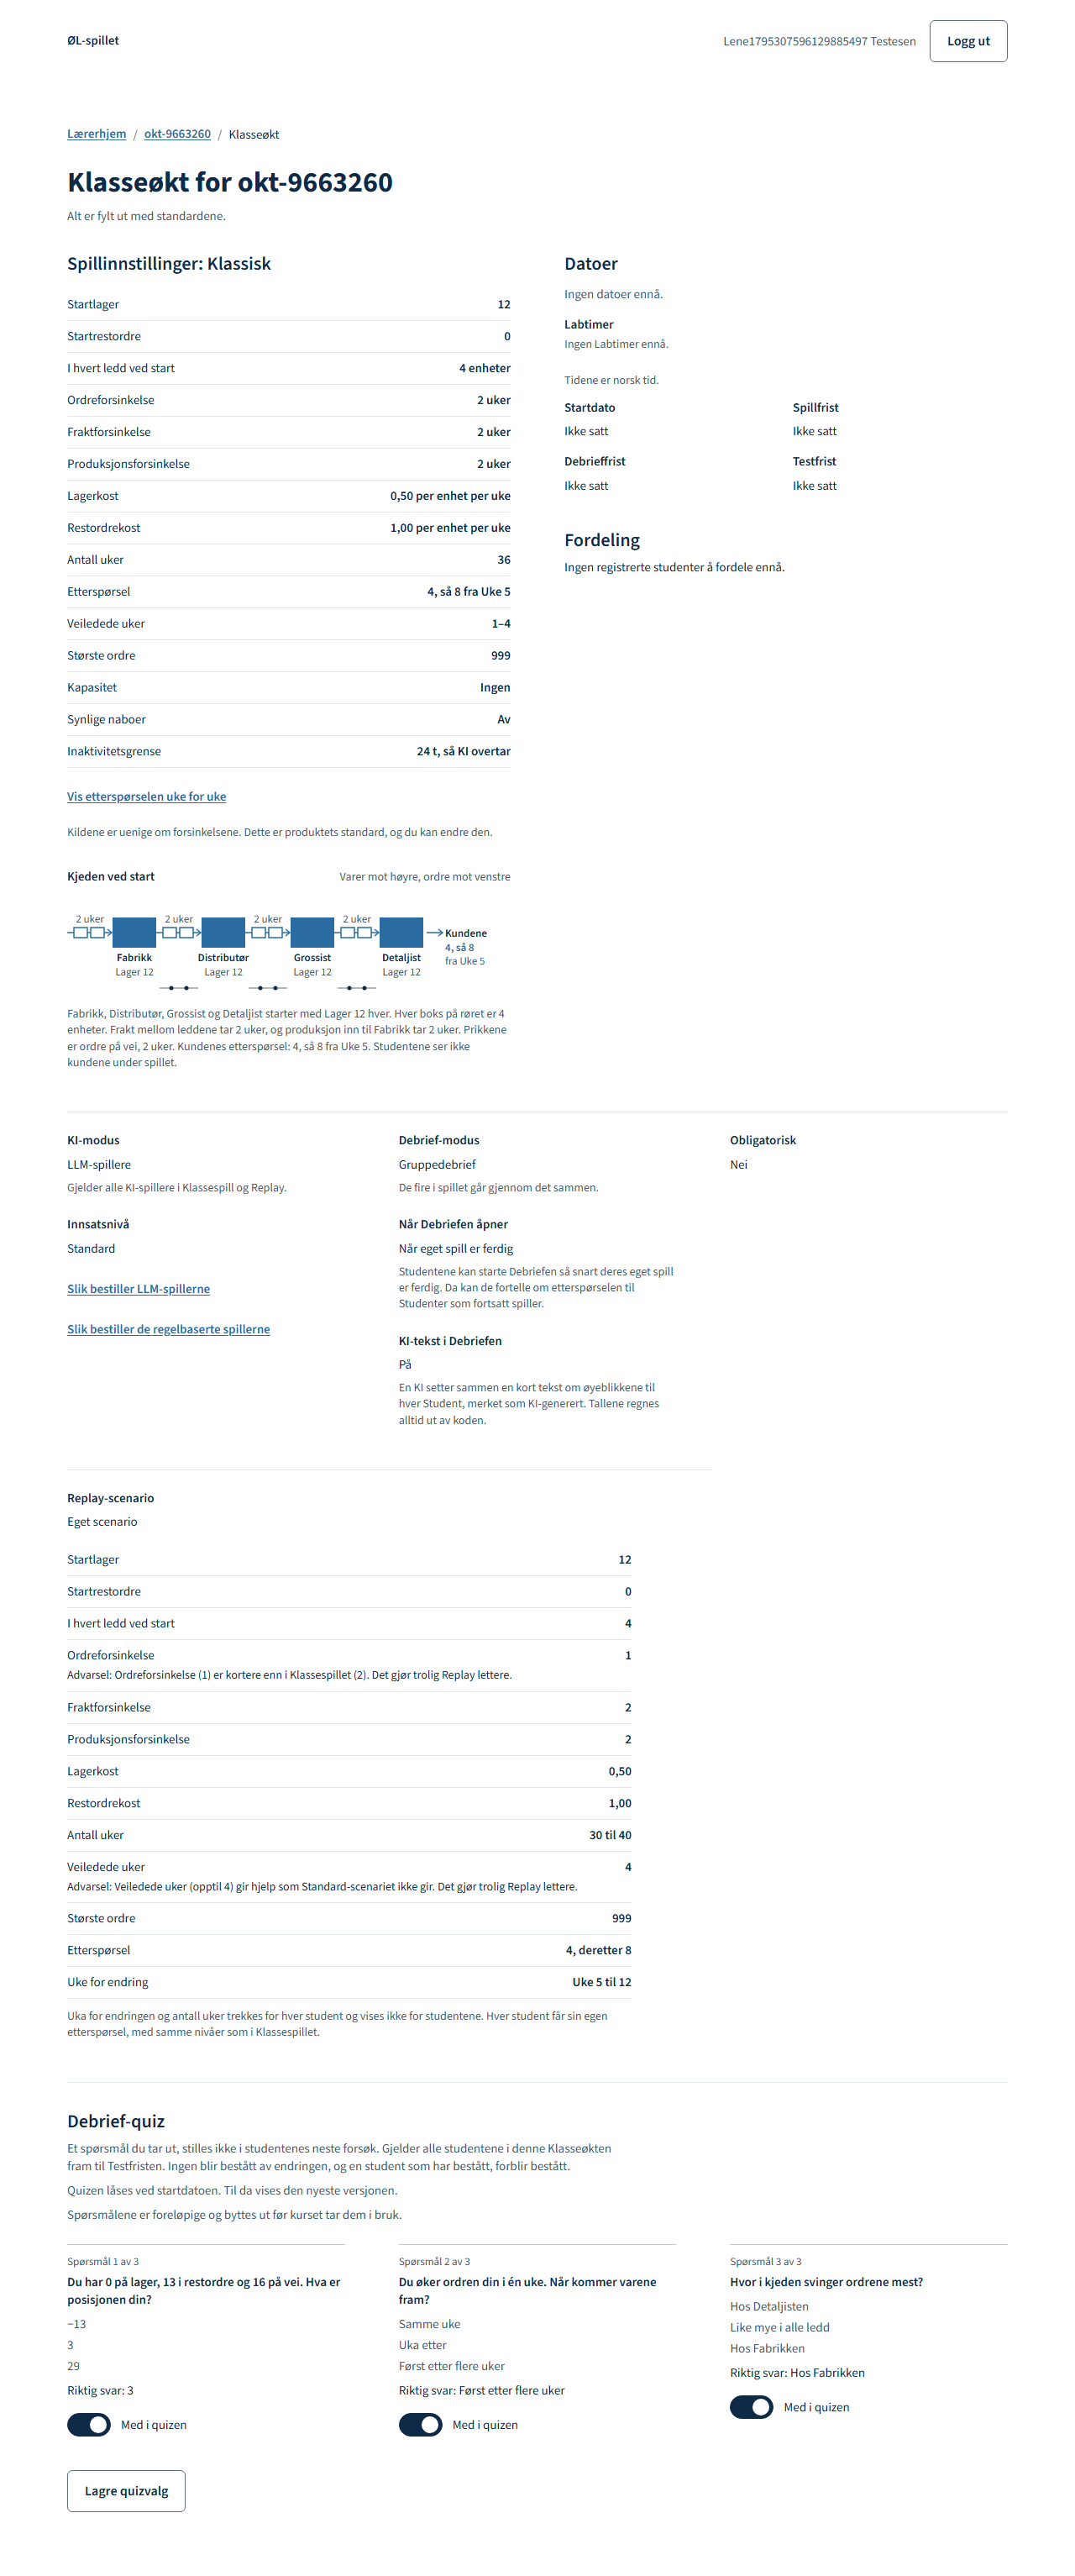 ØL-spillet
Lene1795307596129885497 Testesen
Logg ut
Lærerhjem / okt-9663260 / Klasseøkt
Klasseøkt for okt-9663260
Alt er fylt ut med standardene.
Spillinnstillinger: Klassisk
Startlager 12
Startrestordre 0
I hvert ledd ved start 4 enheter
Ordreforsinkelse 2 uker
Fraktforsinkelse 2 uker
Produksjonsforsinkelse 2 uker
Lagerkost 0,50 per enhet per uke
Restordrekost 1,00 per enhet per uke
Antall uker 36
Etterspørsel 4, så 8 fra Uke 5
Veiledede uker 1–4
Største ordre 999
Kapasitet Ingen
Synlige naboer Av
Inaktivitetsgrense 24 t, så KI overtar
Vis etterspørselen uke for uke
Kildene er uenige om forsinkelsene. Dette er produktets standard, og du kan endre den.
Kjeden ved start Varer mot høyre, ordre mot venstre
2 uker 2 uker 2 uker 2 uker
Kundene
4, så 8
fra Uke 5
Fabrikk Distributør Grossist Detaljist
Lager 12 Lager 12 Lager 12 Lager 12
Fabrikk, Distributør, Grossist og Detaljist starter med Lager 12 hver. Hver boks på røret er 4
enheter. Frakt mellom leddene tar 2 uker, og produksjon inn til Fabrikk tar 2 uker. Prikkene
er ordre på vei, 2 uker. Kundenes etterspørsel: 4, så 8 fra Uke 5. Studentene ser ikke
kundene under spillet.
Datoer
Ingen datoer ennå.
Labtimer
Ingen Labtimer ennå.
Tidene er norsk tid.
Startdato Spillfrist
Ikke satt Ikke satt
Debrieffrist Testfrist
Ikke satt Ikke satt
Fordeling
Ingen registrerte studenter å fordele ennå.
KI-modus
LLM-spillere
Gjelder alle KI-spillere i Klassespill og Replay.
Innsatsnivå
Standard
Slik bestiller LLM-spillerne
Slik bestiller de regelbaserte spillerne
Debrief-modus
Gruppedebrief
De fire i spillet går gjennom det sammen.
Når Debriefen åpner
Når eget spill er ferdig
Studentene kan starte Debriefen så snart deres eget spill
er ferdig. Da kan de fortelle om etterspørselen til
Studenter som fortsatt spiller.
KI-tekst i Debriefen
På
En KI setter sammen en kort tekst om øyeblikkene til
hver Student, merket som KI-generert. Tallene regnes
alltid ut av koden.
Obligatorisk
Nei
Replay-scenario
Eget scenario
Startlager 12
Startrestordre 0
I hvert ledd ved start 4
Ordreforsinkelse 1
Advarsel: Ordreforsinkelse (1) er kortere enn i Klassespillet (2). Det gjør trolig Replay lettere.
Fraktforsinkelse 2
Produksjonsforsinkelse 2
Lagerkost 0,50
Restordrekost 1,00
Antall uker 30 til 40
Veiledede uker 4
Advarsel: Veiledede uker (opptil 4) gir hjelp som Standard-scenariet ikke gir. Det gjør trolig Replay lettere.
Største ordre 999
Etterspørsel 4, deretter 8
Uke for endring Uke 5 til 12
Uka for endringen og antall uker trekkes for hver student og vises ikke for studentene. Hver student får sin egen
etterspørsel, med samme nivåer som i Klassespillet.
Debrief-quiz
Et spørsmål du tar ut, stilles ikke i studentenes neste forsøk. Gjelder alle studentene i denne Klasseøkten
fram til Testfristen. Ingen blir bestått av endringen, og en student som har bestått, forblir bestått.
Quizen låses ved startdatoen. Til da vises den nyeste versjonen.
Spørsmålene er foreløpige og byttes ut før kurset tar dem i bruk.
Spørsmål 1 av 3
Du har 0 på lager, 13 i restordre og 16 på vei. Hva er
posisjonen din?
−13
3
29
Riktig svar: 3
Med i quizen
Spørsmål 2 av 3
Du øker ordren din i én uke. Når kommer varene
fram?
Samme uke
Uka etter
Først etter flere uker
Riktig svar: Først etter flere uker
Med i quizen
Spørsmål 3 av 3
Hvor i kjeden svinger ordrene mest?
Hos Detaljisten
Like mye i alle ledd
Hos Fabrikken
Riktig svar: Hos Fabrikken
Med i quizen
Lagre quizvalg